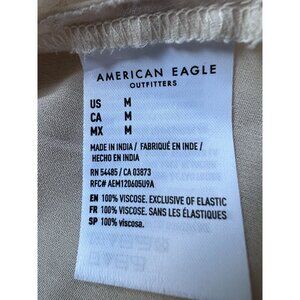 AMERICAN EAGLE
OUTFITTERS
US M
CA M
MX M
MADE IN INDIA / FABRIQUÉ EN INDE /
HECHO EN INDIA
RN 54485 / CA 03873
RFC# AEM120605U9A
EN 100% VISCOSE. EXCLUSIVE OF ELASTIC
FR 100% VISCOSE. SANS LES ÉLASTIQUES
SP 100% viscosa.